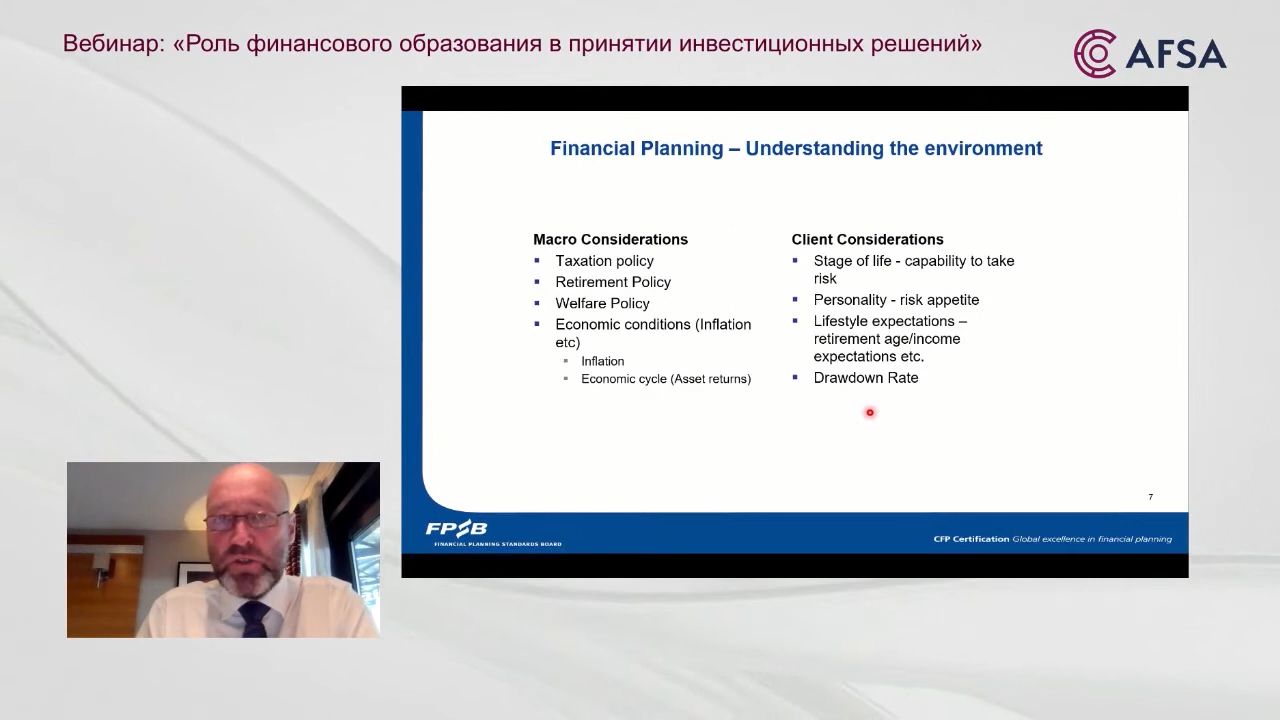 Вебинар: «Роль финансового образования в принятии инвестиционных решений»
AFSA
Financial Planning – Understanding the environment
Macro Considerations
Taxation policy
Retirement Policy
Welfare Policy
Economic conditions (Inflation
etc)
Inflation
Economic cycle (Asset returns)
Client Considerations
Stage of life - capability to take
risk
Personality - risk appetite
Lifestyle expectations –
retirement age/income
expectations etc.
Drawdown Rate
7
FPSB
FINANCIAL PLANNING STANDARDS BOARD
CFP Certification Global excellence in financial planning